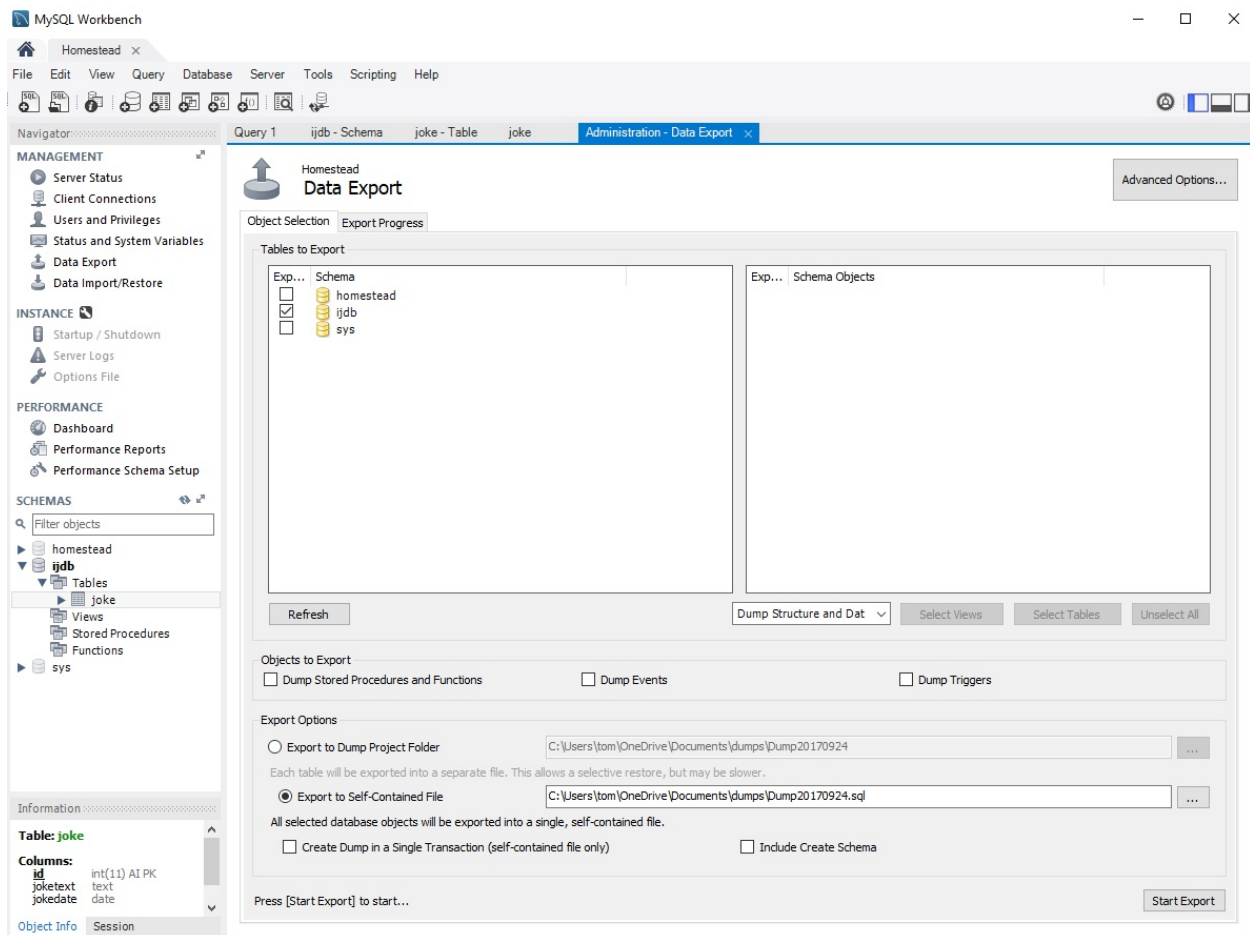 MySQL Workbench
Homestead
File Edit View Query Database Server Tools Scripting Help
Navigator
MANAGEMENT
Server Status
Client Connections
Users and Privileges
Status and System Variables
Data Export
Data Import/Restore
INSTANCE
Startup / Shutdown
Server Logs
Options File
PERFORMANCE
Dashboard
Performance Reports
Performance Schema Setup
SCHEMAS
Filter objects
homestead
ijdb
Tables
joke
Views
Stored Procedures
Functions
sys
Information
Table: joke
Columns:
id int(11) AI PK
joketext text
jokedate date
Object Info Session
Query 1 ijdb - Schema joke - Table joke Administration - Data Export
Homestead
Data Export
Advanced Options...
Object Selection Export Progress
Tables to Export
Exp... Schema
homestead
ijdb
sys
Exp... Schema Objects
Refresh
Dump Structure and Dat
Select Views
Select Tables
Unselect All
Objects to Export
Dump Stored Procedures and Functions
Dump Events
Dump Triggers
Export Options
Export to Dump Project Folder
C:\Users\tom\OneDrive\Documents\dumps\Dump20170924
...
Each table will be exported into a separate file. This allows a selective restore, but may be slower.
Export to Self-Contained File
C:\Users\tom\OneDrive\Documents\dumps\Dump20170924.sql
...
All selected database objects will be exported into a single, self-contained file.
Create Dump in a Single Transaction (self-contained file only)
Include Create Schema
Press [Start Export] to start...
Start Export